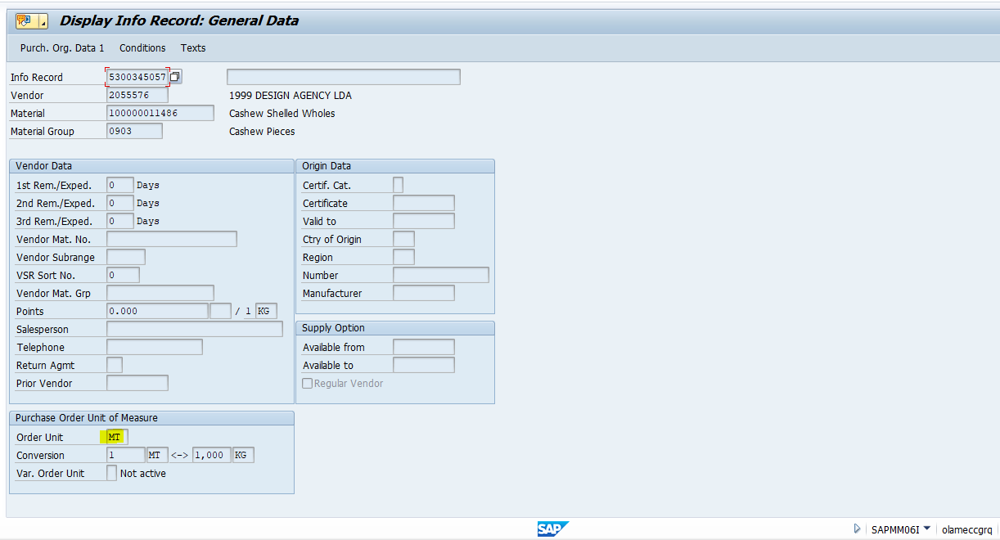 Display Info Record: General Data
Purch. Org. Data 1 Conditions Texts
Info Record 5300345057
Vendor 2055576 1999 DESIGN AGENCY LDA
Material 100000011486 Cashew Shelled Wholes
Material Group 0903 Cashew Pieces
Vendor Data
1st Rem./Exped. 0 Days
2nd Rem./Exped. 0 Days
3rd Rem./Exped. 0 Days
Vendor Mat. No.
Vendor Subrange
VSR Sort No. 0
Vendor Mat. Grp
Points 0.000 / 1 KG
Salesperson
Telephone
Return Agmt
Prior Vendor
Origin Data
Certif. Cat.
Certificate
Valid to
Ctry of Origin
Region
Number
Manufacturer
Supply Option
Available from
Available to
Regular Vendor
Purchase Order Unit of Measure
Order Unit MT
Conversion 1 MT <-> 1,000 KG
Var. Order Unit Not active
SAP SAPMM06I olameccgrq